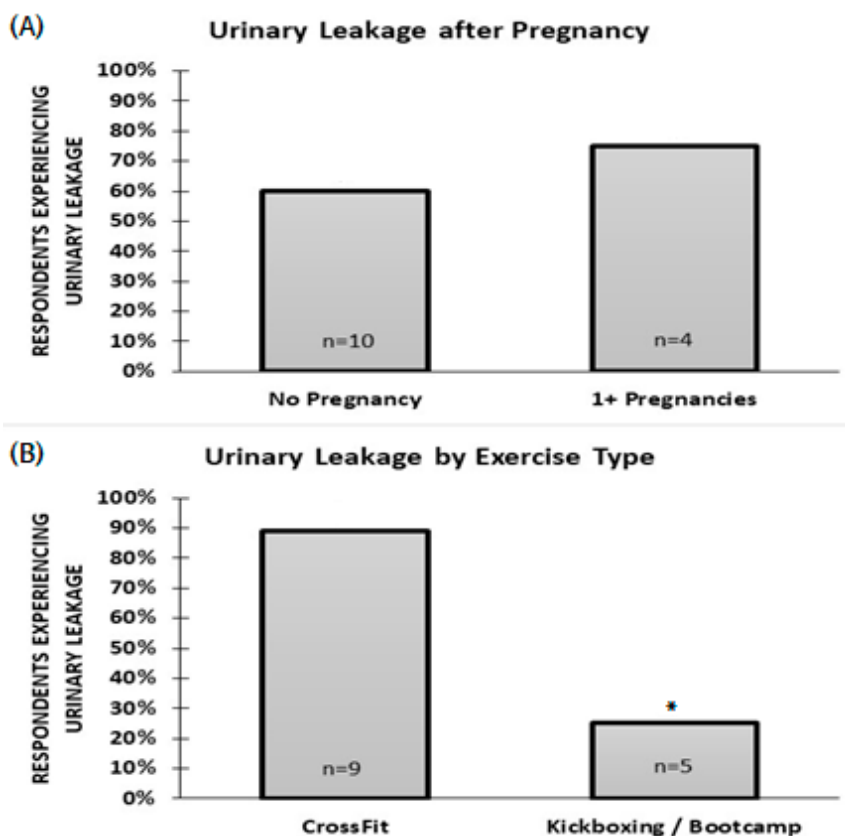 (A)
Urinary Leakage after Pregnancy
RESPONDENTS EXPERIENCING
URINARY LEAKAGE
100%
90%
80%
70%
60%
50%
40%
30%
20%
10%
0%
n=10
n=4
No Pregnancy
1+ Pregnancies
(B)
Urinary Leakage by Exercise Type
RESPONDENTS EXPERIENCING
URINARY LEAKAGE
100%
90%
80%
70%
60%
50%
40%
30%
20%
10%
0%
*
n=9
n=5
CrossFit
Kickboxing / Bootcamp